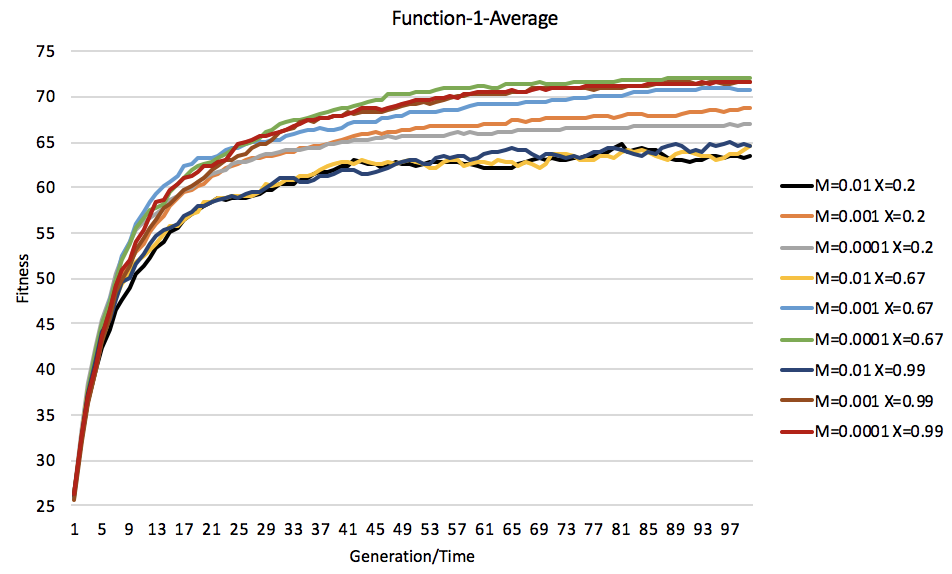 Function-1-Average
75
70
65
60
55
50
45
40
35
30
25
Fitness
1 5 9 13 17 21 25 29 33 37 41 45 49 53 57 61 65 69 73 77 81 85 89 93 97
Generation/Time
M=0.01 X=0.2
M=0.001 X=0.2
M=0.0001 X=0.2
M=0.01 X=0.67
M=0.001 X=0.67
M=0.0001 X=0.67
M=0.01 X=0.99
M=0.001 X=0.99
M=0.0001 X=0.99